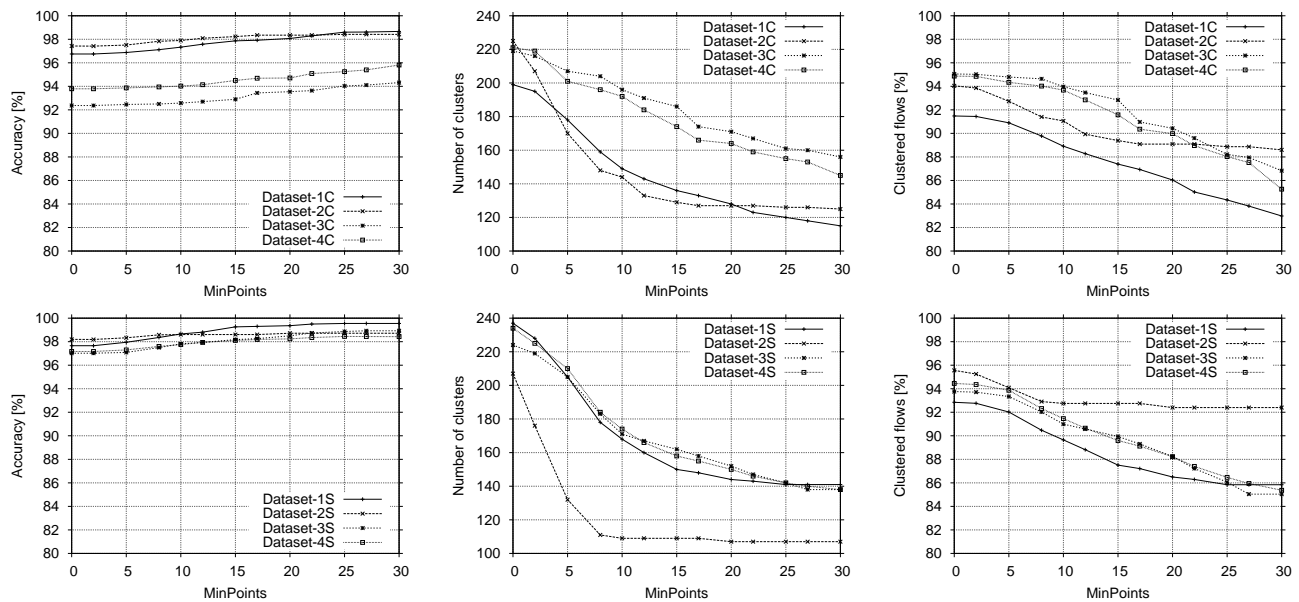 Accuracy [%]
100
98
96
94
92
90
88
86
84
82
80
0 5 10 15 20 25 30
MinPoints
Dataset-1C
Dataset-2C
Dataset-3C
Dataset-4C
Number of clusters
240
220
200
180
160
140
120
100
0 5 10 15 20 25 30
MinPoints
Dataset-1C
Dataset-2C
Dataset-3C
Dataset-4C
Clustered flows [%]
100
98
96
94
92
90
88
86
84
82
80
0 5 10 15 20 25 30
MinPoints
Dataset-1C
Dataset-2C
Dataset-3C
Dataset-4C
Accuracy [%]
100
98
96
94
92
90
88
86
84
82
80
0 5 10 15 20 25 30
MinPoints
Dataset-1S
Dataset-2S
Dataset-3S
Dataset-4S
Number of clusters
240
220
200
180
160
140
120
100
0 5 10 15 20 25 30
MinPoints
Dataset-1S
Dataset-2S
Dataset-3S
Dataset-4S
Clustered flows [%]
100
98
96
94
92
90
88
86
84
82
80
0 5 10 15 20 25 30
MinPoints
Dataset-1S
Dataset-2S
Dataset-3S
Dataset-4S